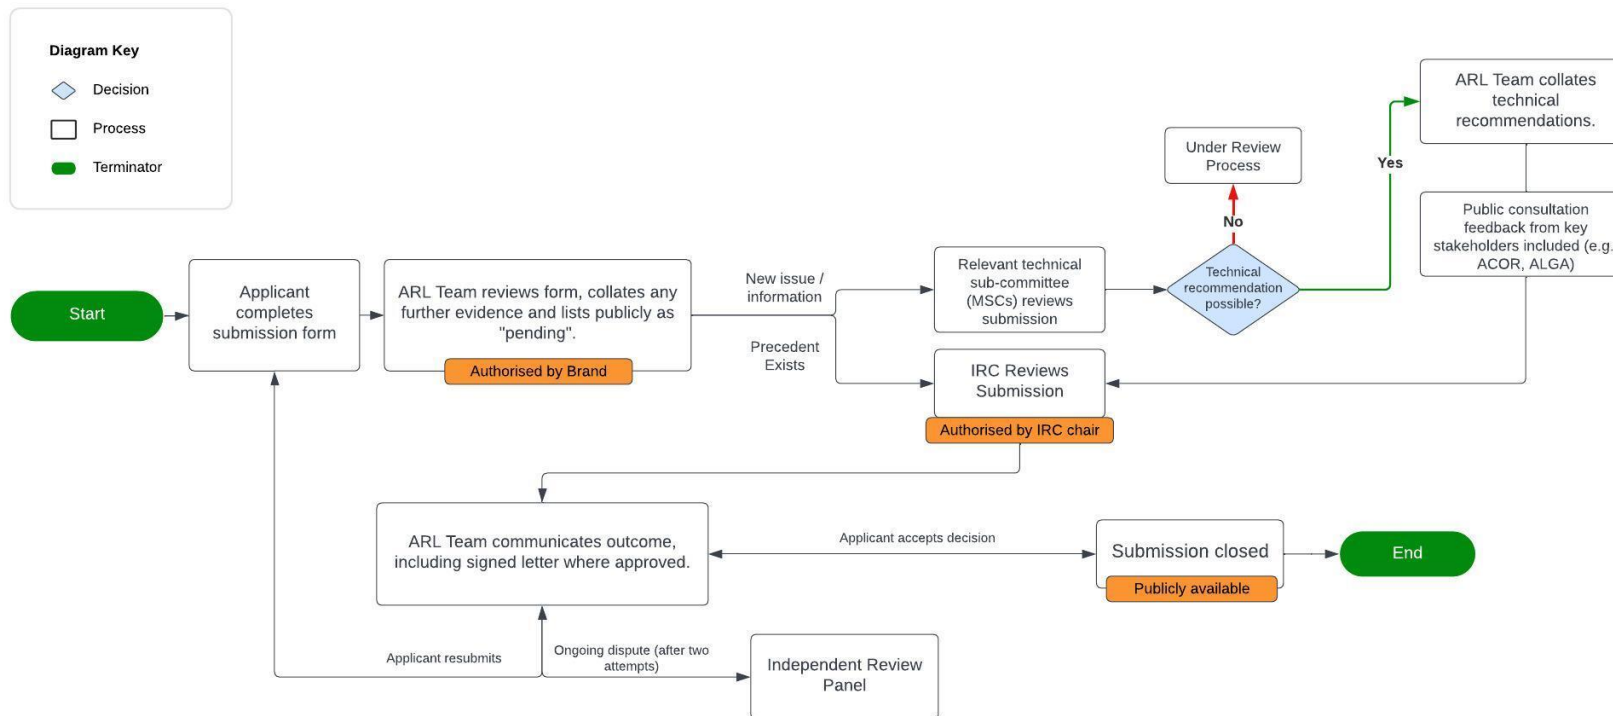 Diagram Key
Decision
Process
Terminator
Start
Applicant
completes
submission form
ARL Team reviews form, collates any
further evidence and lists publicly as
"pending".
Authorised by Brand
New issue /
information
Precedent
Exists
Relevant technical
sub-committee
(MSCs) reviews
submission
IRC Reviews
Submission
Authorised by IRC chair
Technical
recommendation
possible?
No
Under Review
Process
Yes
ARL Team collates
technical
recommendations.
Public consultation
feedback from key
stakeholders included (e.g.
ACOR, ALGA)
ARL Team communicates outcome,
including signed letter where approved.
Applicant accepts decision
Submission closed
Publicly available
End
Applicant resubmits
Ongoing dispute (after two
attempts)
Independent Review
Panel